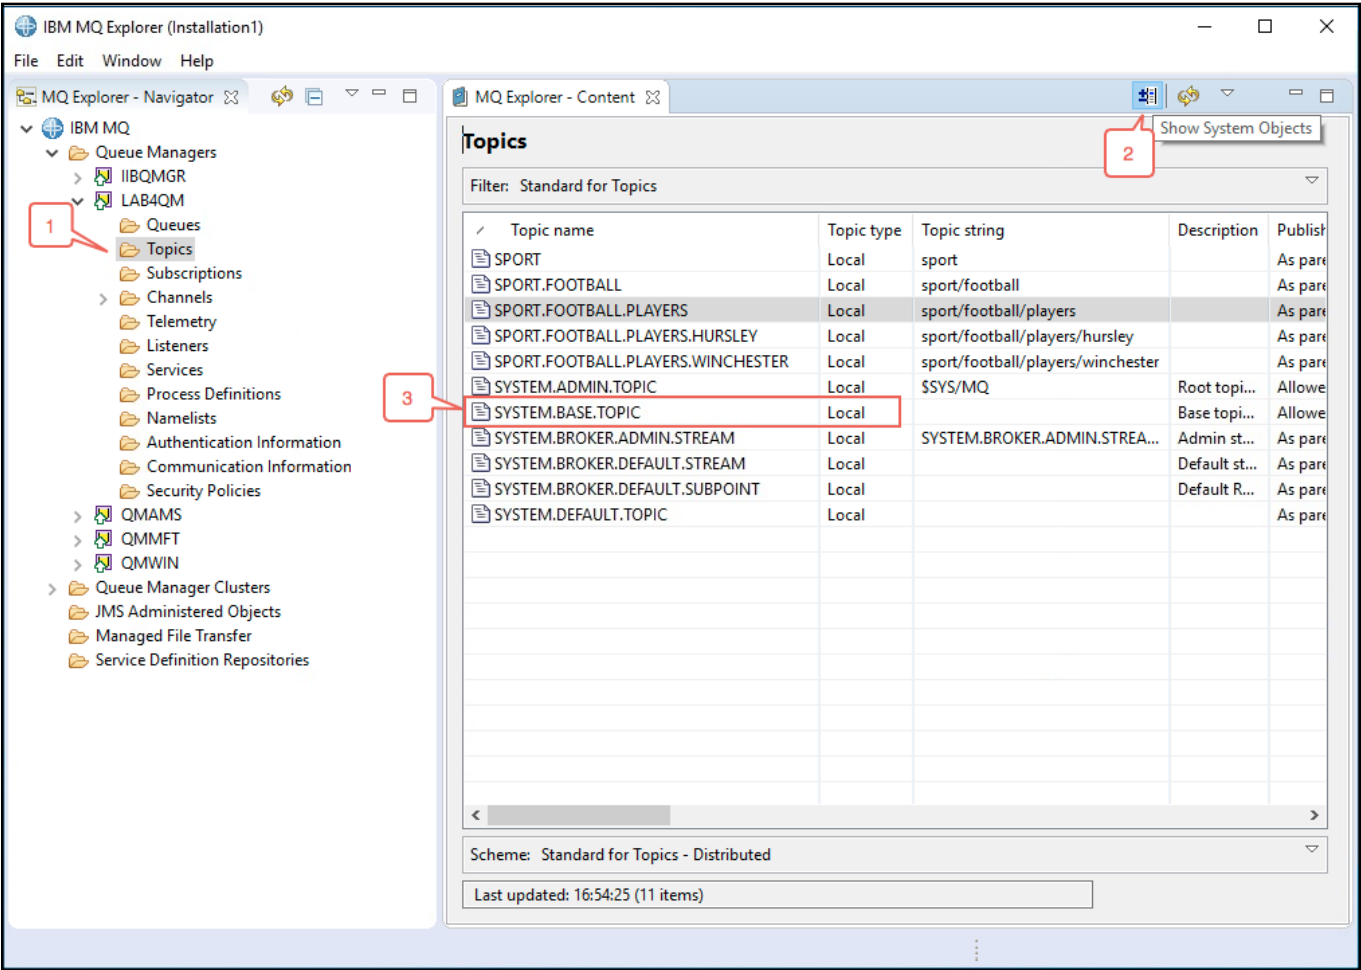 IBM MQ Explorer (Installation1)
File Edit Window Help
MQ Explorer - Navigator
IBM MQ
Queue Managers
IIBQMGR
LAB4QM
1
Queues
Topics
Subscriptions
Channels
Telemetry
Listeners
Services
Process Definitions
Namelists
Authentication Information
Communication Information
Security Policies
QMAMS
QMMFT
QMWIN
Queue Manager Clusters
JMS Administered Objects
Managed File Transfer
Service Definition Repositories
MQ Explorer - Content
Show System Objects
2
Topics
Filter: Standard for Topics
Topic name Topic type Topic string Description Publish
SPORT Local sport As pare
SPORT.FOOTBALL Local sport/football As pare
SPORT.FOOTBALL.PLAYERS Local sport/football/players As pare
SPORT.FOOTBALL.PLAYERS.HURSLEY Local sport/football/players/hursley As pare
SPORT.FOOTBALL.PLAYERS.WINCHESTER Local sport/football/players/winchester As pare
SYSTEM.ADMIN.TOPIC Local $SYS/MQ Root topi... Allowe
3
SYSTEM.BASE.TOPIC Local Base topi... Allowe
SYSTEM.BROKER.ADMIN.STREAM Local SYSTEM.BROKER.ADMIN.STREA... Admin st... As pare
SYSTEM.BROKER.DEFAULT.STREAM Local Default st... As pare
SYSTEM.BROKER.DEFAULT.SUBPOINT Local Default R... As pare
SYSTEM.DEFAULT.TOPIC Local As pare
Scheme: Standard for Topics - Distributed
Last updated: 16:54:25 (11 items)